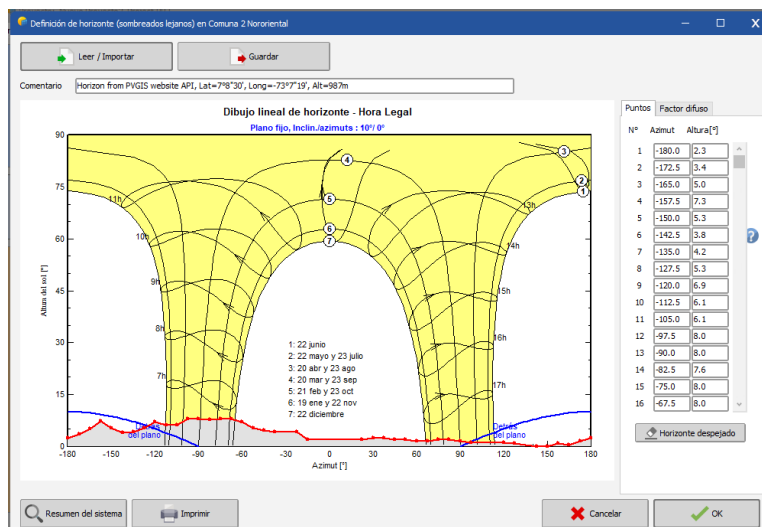 Definición de horizonte (sombreados lejanos) en Comuna 2 Nororiental
Leer / Importar
Guardar
Comentario
Horizon from PVGIS website API, Lat=7°8"30', Long=-73°7"19', Alt=987m
Dibujo lineal de horizonte - Hora Legal
Plano fijo, Inclin./azimuts : 10°/ 0°
90
75
60
45
30
15
Altura del sol [°]
11h
10h
9h
8h
7h
13h
14h
15h
16h
17h
4
5
6
7
3
2
1
1: 22 junio
2: 22 mayo y 23 julio
3: 20 abr y 23 ago
4: 20 mar y 23 sep
5: 21 feb y 23 oct
6: 19 ene y 22 nov
7: 22 diciembre
Detrás
del plano
Detrás
del plano
-180 -150 -120 -90 -60 -30 0 30 60 90 120 150 180
Azimut [°]
Puntos Factor difuso
N° Azimut Altura[°]
1 -180.0 2.3
2 -172.5 3.4
3 -165.0 5.0
4 -157.5 7.3
5 -150.0 5.3
6 -142.5 3.8
7 -135.0 4.2
8 -127.5 5.3
9 -120.0 6.9
10 -112.5 6.1
11 -105.0 6.1
12 -97.5 8.0
13 -90.0 8.0
14 -82.5 7.6
15 -75.0 8.0
16 -67.5 8.0
Horizonte despejado
Resumen del sistema
Imprimir
Cancelar
OK